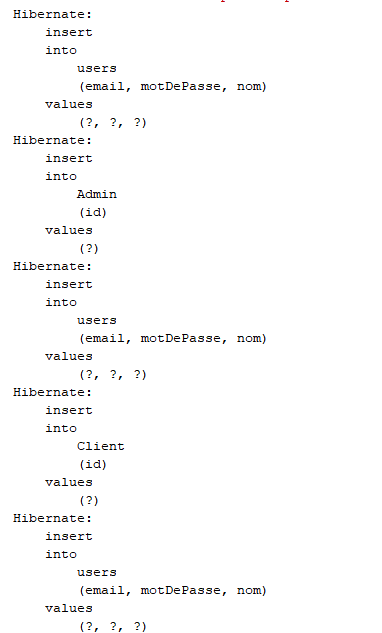 Hibernate:
insert
into
users
(email, motDePasse, nom)
values
(?, ?, ?)
Hibernate:
insert
into
Admin
(id)
values
(?)
Hibernate:
insert
into
users
(email, motDePasse, nom)
values
(?, ?, ?)
Hibernate:
insert
into
Client
(id)
values
(?)
Hibernate:
insert
into
users
(email, motDePasse, nom)
values
(?, ?, ?)